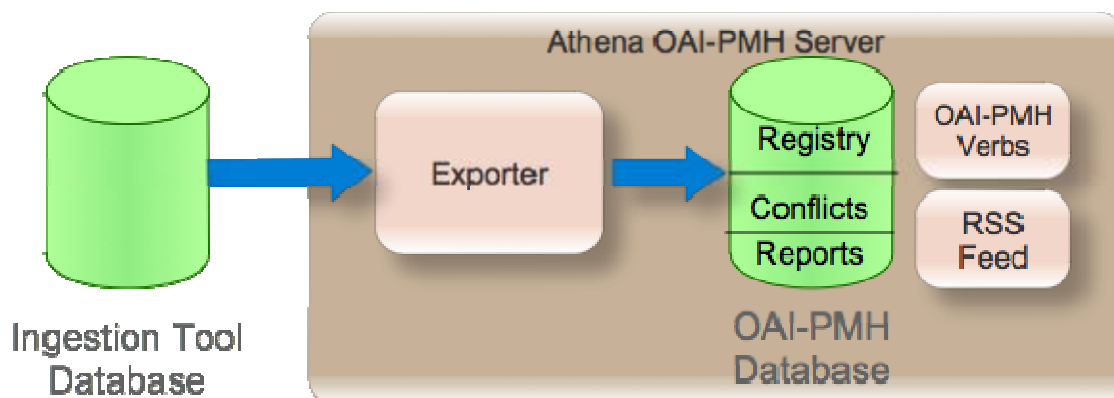 Athena OAI-PMH Server
Exporter
Registry
Conflicts
Reports
OAI-PMH
Verbs
RSS
Feed
Ingestion Tool
Database
OAI-PMH
Database